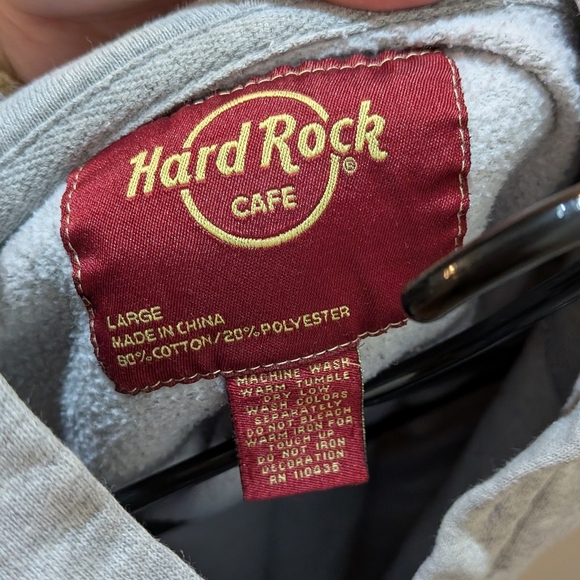 Hard Rock
®
CAFE
LARGE
MADE IN CHINA
80% COTTON / 20% POLYESTER
MACHINE WASH
WARM TUMBLE
DRY LOW
WASH COLORS
SEPARATELY
DO NOT BLEACH
WARM IRON FOR
TOUCH UP
DO NOT IRON
DECORATION
RN 110435